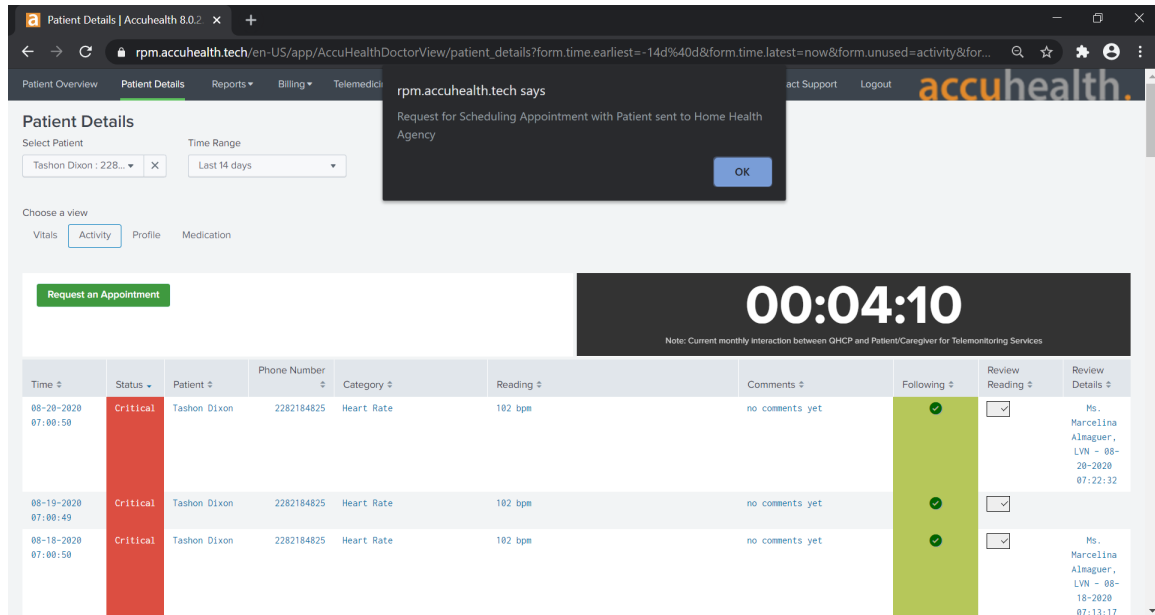 Patient Details | Accuhealth 8.0.2
rpm.accuhealth.tech/en-US/app/AccuHealthDoctorView/patient_details?form.time.earliest=-14d%40d&form.time.latest=now&form.unused=activity&for...
Patient Overview Patient Details Reports Billing Telemedici act Support Logout accuhealth.
rpm.accuhealth.tech says
Request for Scheduling Appointment with Patient sent to Home Health
Agency
OK
Patient Details
Select Patient Time Range
Tashon Dixon : 228... Last 14 days
Choose a view
Vitals Activity Profile Medication
Request an Appointment
00:04:10
Note: Current monthly interaction between QHCP and Patient/Caregiver for Telemonitoring Services
Time Status Patient Phone Number Category Reading Comments Following Review Reading Review Details
08-20-2020 Critical Tashon Dixon 2282184825 Heart Rate 102 bpm no comments yet Ms.
07:00:50 Marcelina
Almaguer,
LVN - 08-
20-2020
07:22:32
08-19-2020 Critical Tashon Dixon 2282184825 Heart Rate 102 bpm no comments yet
07:00:49
08-18-2020 Critical Tashon Dixon 2282184825 Heart Rate 102 bpm no comments yet Ms.
07:00:50 Marcelina
Almaguer,
LVN - 08-
18-2020
07:13:17